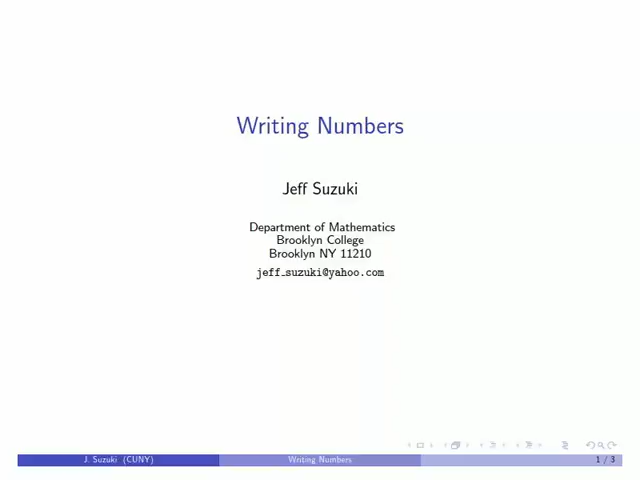 Writing Numbers
Jeff Suzuki
Department of Mathematics
Brooklyn College
Brooklyn NY 11210
jeff_suzuki@yahoo.com
J. Suzuki (CUNY)
Writing Numbers
1 / 3